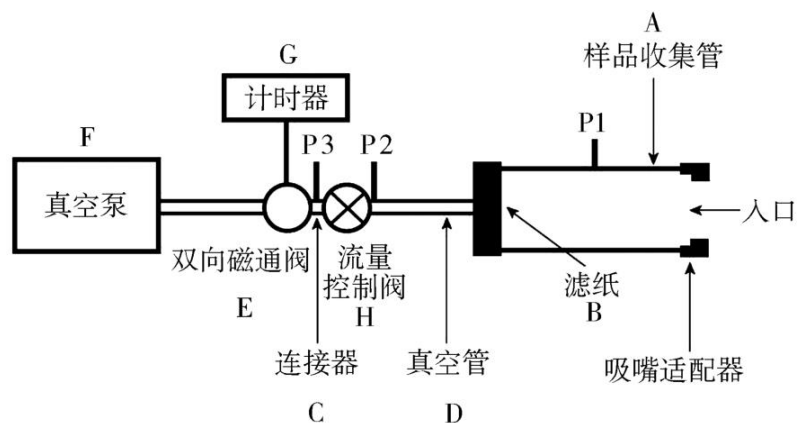 A
样品收集管
G
计时器
P1
F
P3
P2
真空泵
入口
双向磁通阀
流量
控制阀
滤纸
E
H
B
连接器
真空管
吸嘴适配器
C
D